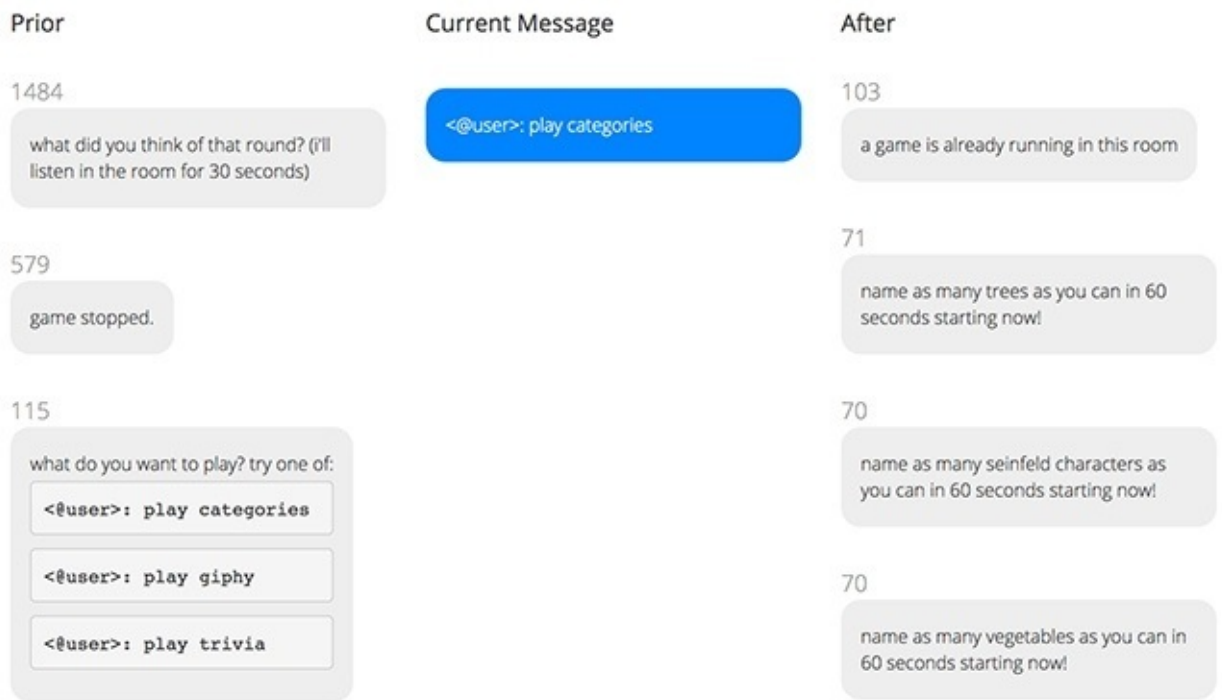 Prior
1484
what did you think of that round? (i'll
listen in the room for 30 seconds)
579
game stopped.
115
what do you want to play? try one of:
<@user>: play categories
<@user>: play giphy
<@user>: play trivia
Current Message
<@user>: play categories
After
103
a game is already running in this room
71
name as many trees as you can in 60
seconds starting now!
70
name as many seinfeld characters as
you can in 60 seconds starting now!
70
name as many vegetables as you can in
60 seconds starting now!